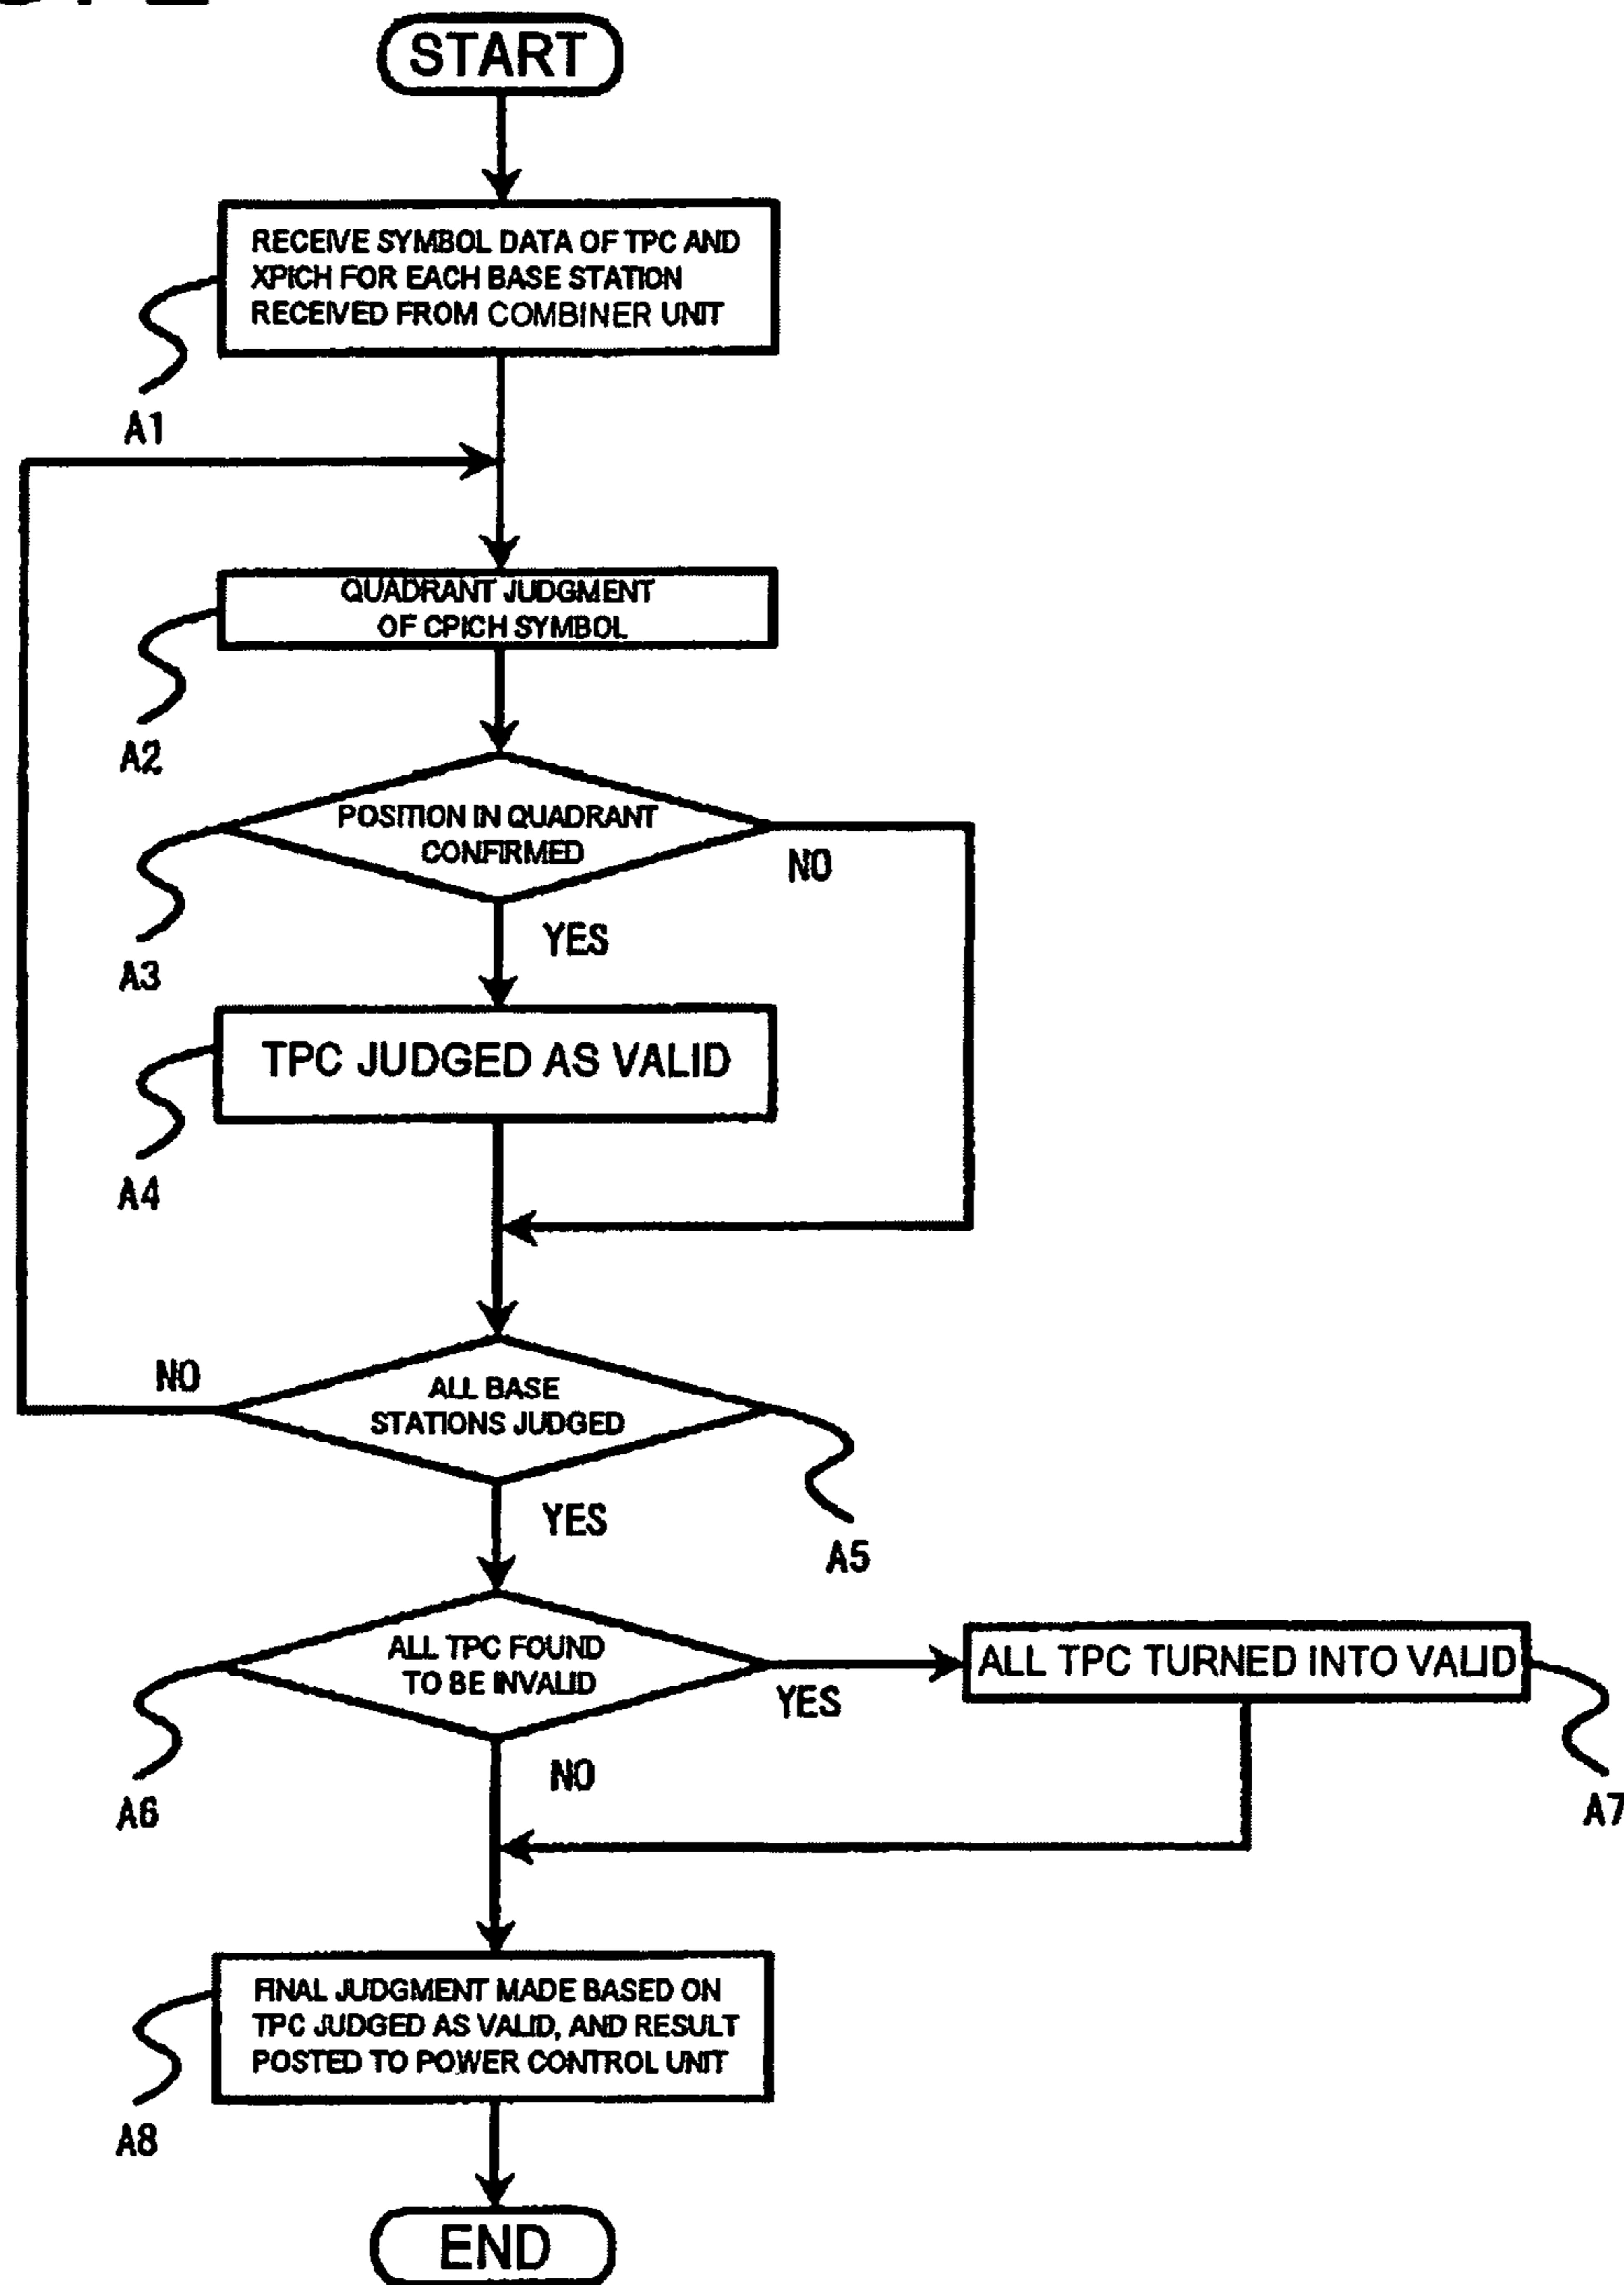 START
RECEIVE SYMBOL DATA OF TPC AND
XPICH FOR EACH BASE STATION
RECEIVED FROM COMBINER UNIT
A1
QUADRANT JUDGMENT
OF CPICH SYMBOL
A2
POSITION IN QUADRANT
CONFIRMED
NO
A3
YES
TPC JUDGED AS VALID
A4
NO
ALL BASE
STATIONS JUDGED
YES
A5
ALL TPC FOUND
TO BE INVALID
YES
ALL TPC TURNED INTO VALID
A6
NO
A7
FINAL JUDGMENT MADE BASED ON
TPC JUDGED AS VALID, AND RESULT
POSTED TO POWER CONTROL UNIT
A8
END